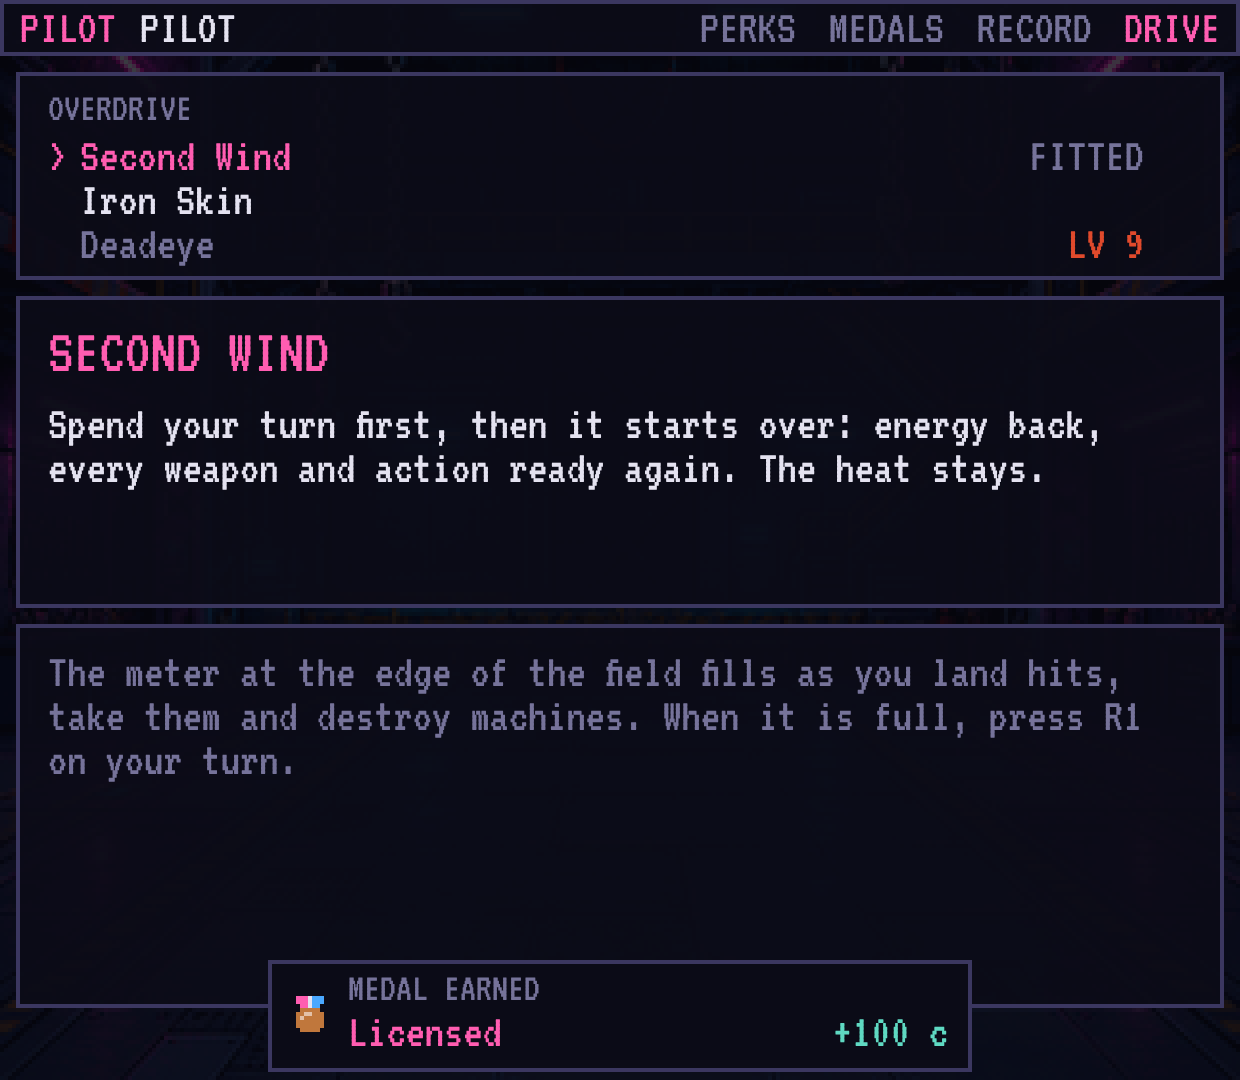 PILOT PILOT PERKS MEDALS RECORD DRIVE
OVERDRIVE
> Second Wind FITTED
Iron Skin
Deadeye LV 9
SECOND WIND
Spend your turn first, then it starts over: energy back,
every weapon and action ready again. The heat stays.
The meter at the edge of the field fills as you land hits,
take them and destroy machines. When it is full, press R1
on your turn.
MEDAL EARNED
Licensed +100 c